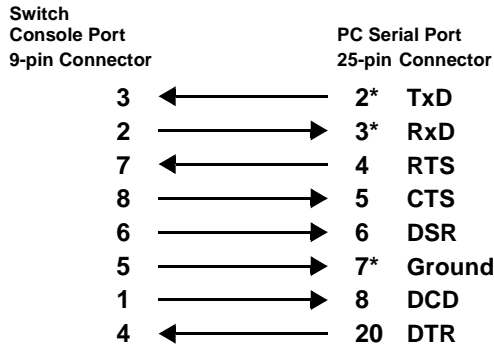 Switch
Console Port PC Serial Port
9-pin Connector 25-pin Connector
3 2* TxD
2 3* RxD
7 4 RTS
8 5 CTS
6 6 DSR
5 7* Ground
1 8 DCD
4 20 DTR